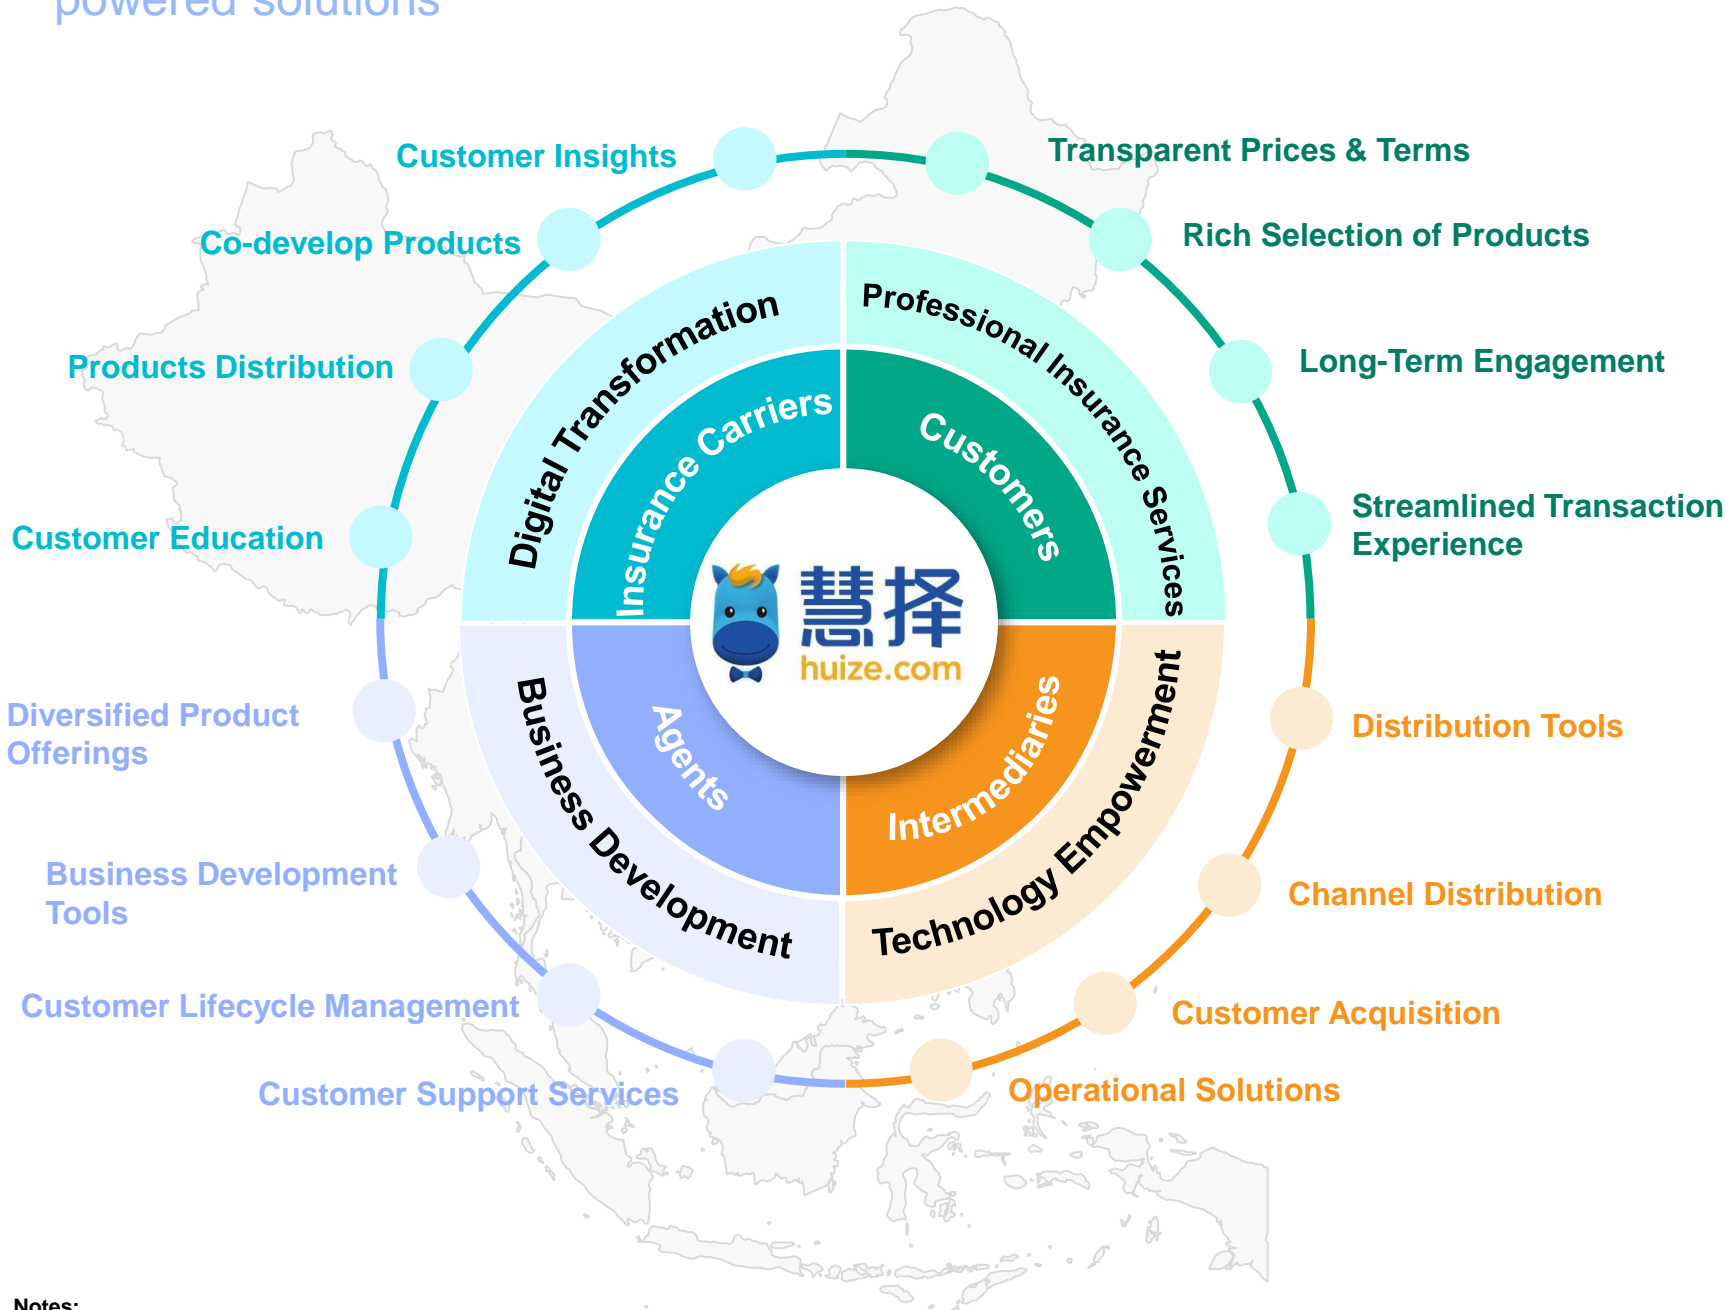 powered solutions
Customer Insights
Co-develop Products
Products Distribution
Customer Education
Transparent Prices & Terms
Rich Selection of Products
Long-Term Engagement
Streamlined Transaction
Experience
Digital Transformation
Professional Insurance Services
Insurance Carriers
Customers
慧择
huize.com
Agents
Intermediaries
Business Development
Technology Empowerment
Diversified Product
Offerings
Business Development
Tools
Customer Lifecycle Management
Customer Support Services
Distribution Tools
Channel Distribution
Customer Acquisition
Operational Solutions
Notes: